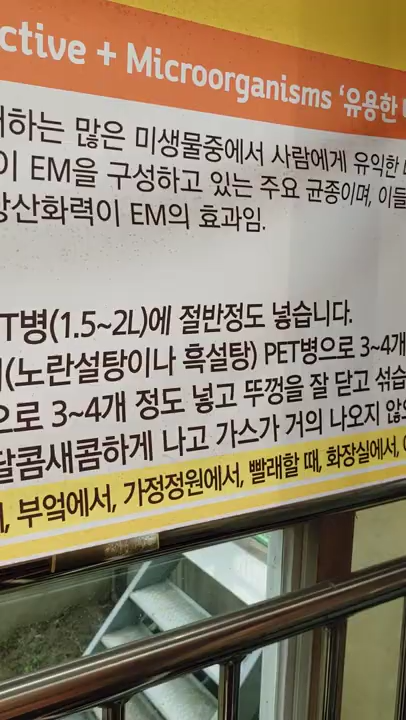 ctive + Microorganisms ‘유용한
하는 많은 미생물중에서 사람에게 유익한
이 EM을 구성하고 있는 주요 균종이며, 이들
항산화력이 EM의 효과임.
T병(1.5~2L)에 절반정도 넣습니다.
(노란설탕이나 흑설탕) PET병으로 3~4개
으로 3~4개 정도 넣고 뚜껑을 잘 닫고 섞습
달콤새콤하게 나고 가스가 거의 나오지 않으
, 부엌에서, 가정정원에서, 빨래할 때, 화장실에서,